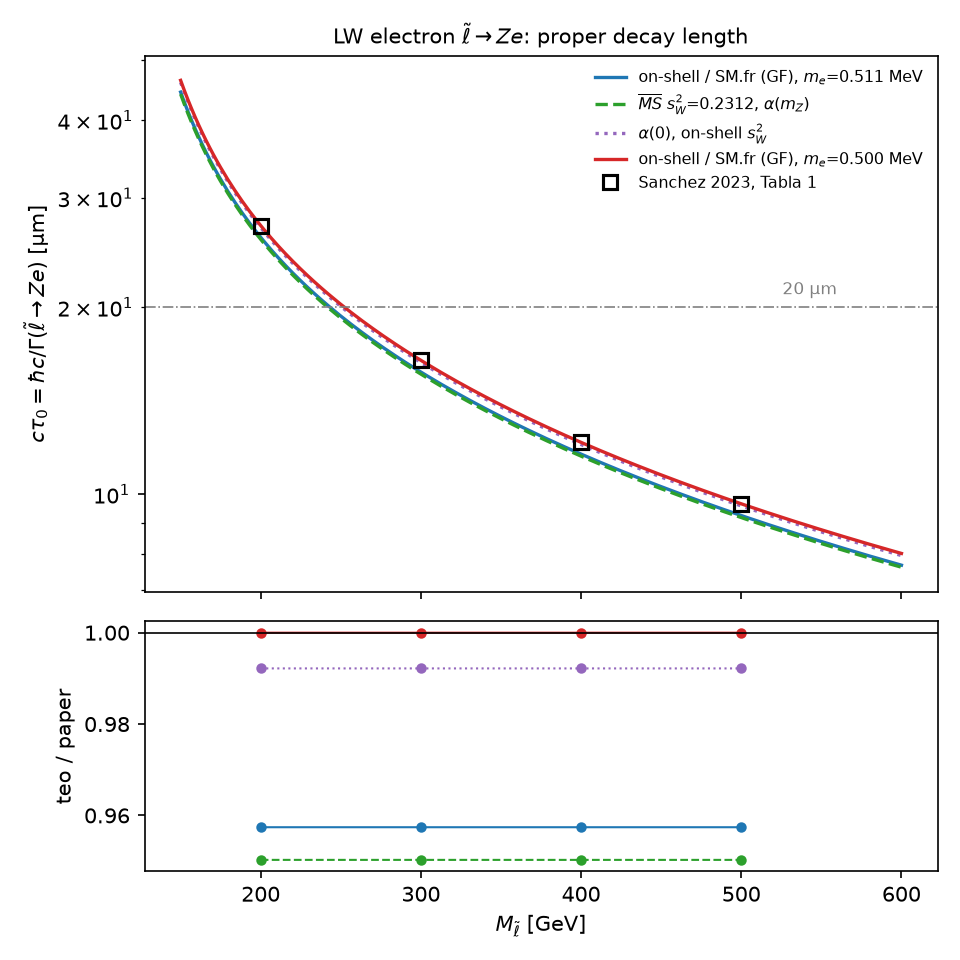 LW electron ℓ̃ → Ze: proper decay length
on-shell / SM.fr (GF), mₑ=0.511 MeV
M̅S̅ s²_W=0.2312, α(m_Z)
α(0), on-shell s²_W
on-shell / SM.fr (GF), mₑ=0.500 MeV
Sanchez 2023, Tabla 1
cτ₀ = ħc/Γ(ℓ̃ → Ze) [µm]
4 × 10¹
3 × 10¹
2 × 10¹
10¹
20 µm
teo / paper
1.00
0.98
0.96
200 300 400 500 600
M_ℓ̃ [GeV]